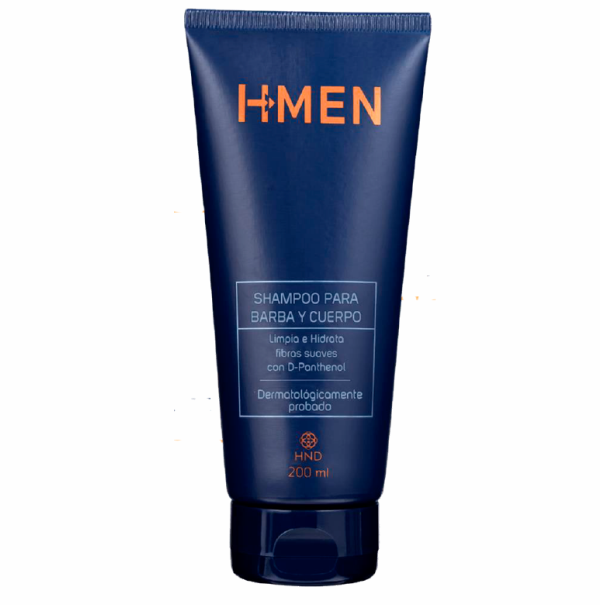 H-MEN
SHAMPOO PARA
BARBA Y CUERPO
Limpia e Hidrata
fibras suaves
con D-Panthenol
Dermatológicamente
probado
HND
200 ml